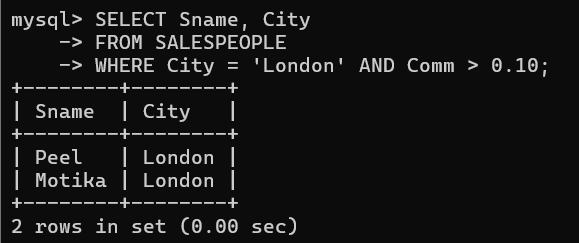 mysql> SELECT Sname, City
    -> FROM SALESPEOPLE
    -> WHERE City = 'London' AND Comm > 0.10;
+--------+--------+
| Sname  | City   |
+--------+--------+
| Peel   | London |
| Motika | London |
+--------+--------+
2 rows in set (0.00 sec)